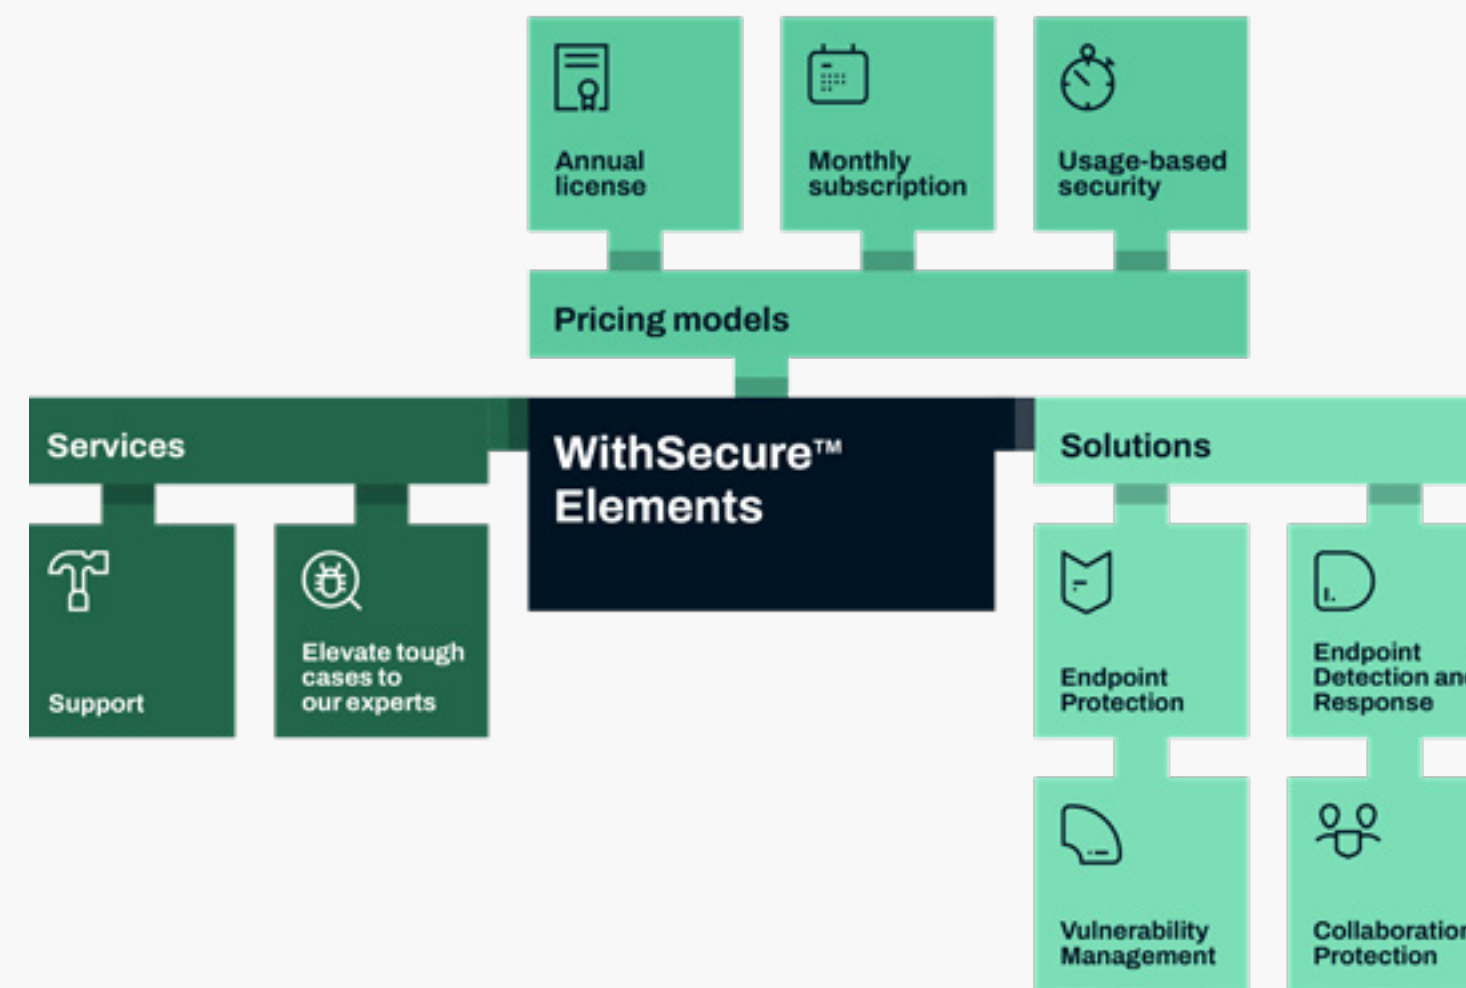 Annual
license
Monthly
subscription
Usage-based
security
Pricing models
Services
WithSecure™
Elements
Solutions
Support
Elevate tough
cases to
our experts
Endpoint
Protection
Endpoint
Detection
Response
Vulnerability
Management
Protection